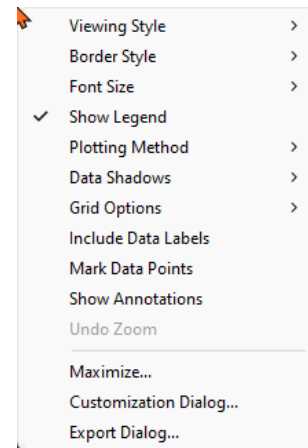 Viewing Style
Border Style
Font Size
Show Legend
Plotting Method
Data Shadows
Grid Options
Include Data Labels
Mark Data Points
Show Annotations
Undo Zoom
Maximize...
Customization Dialog...
Export Dialog...